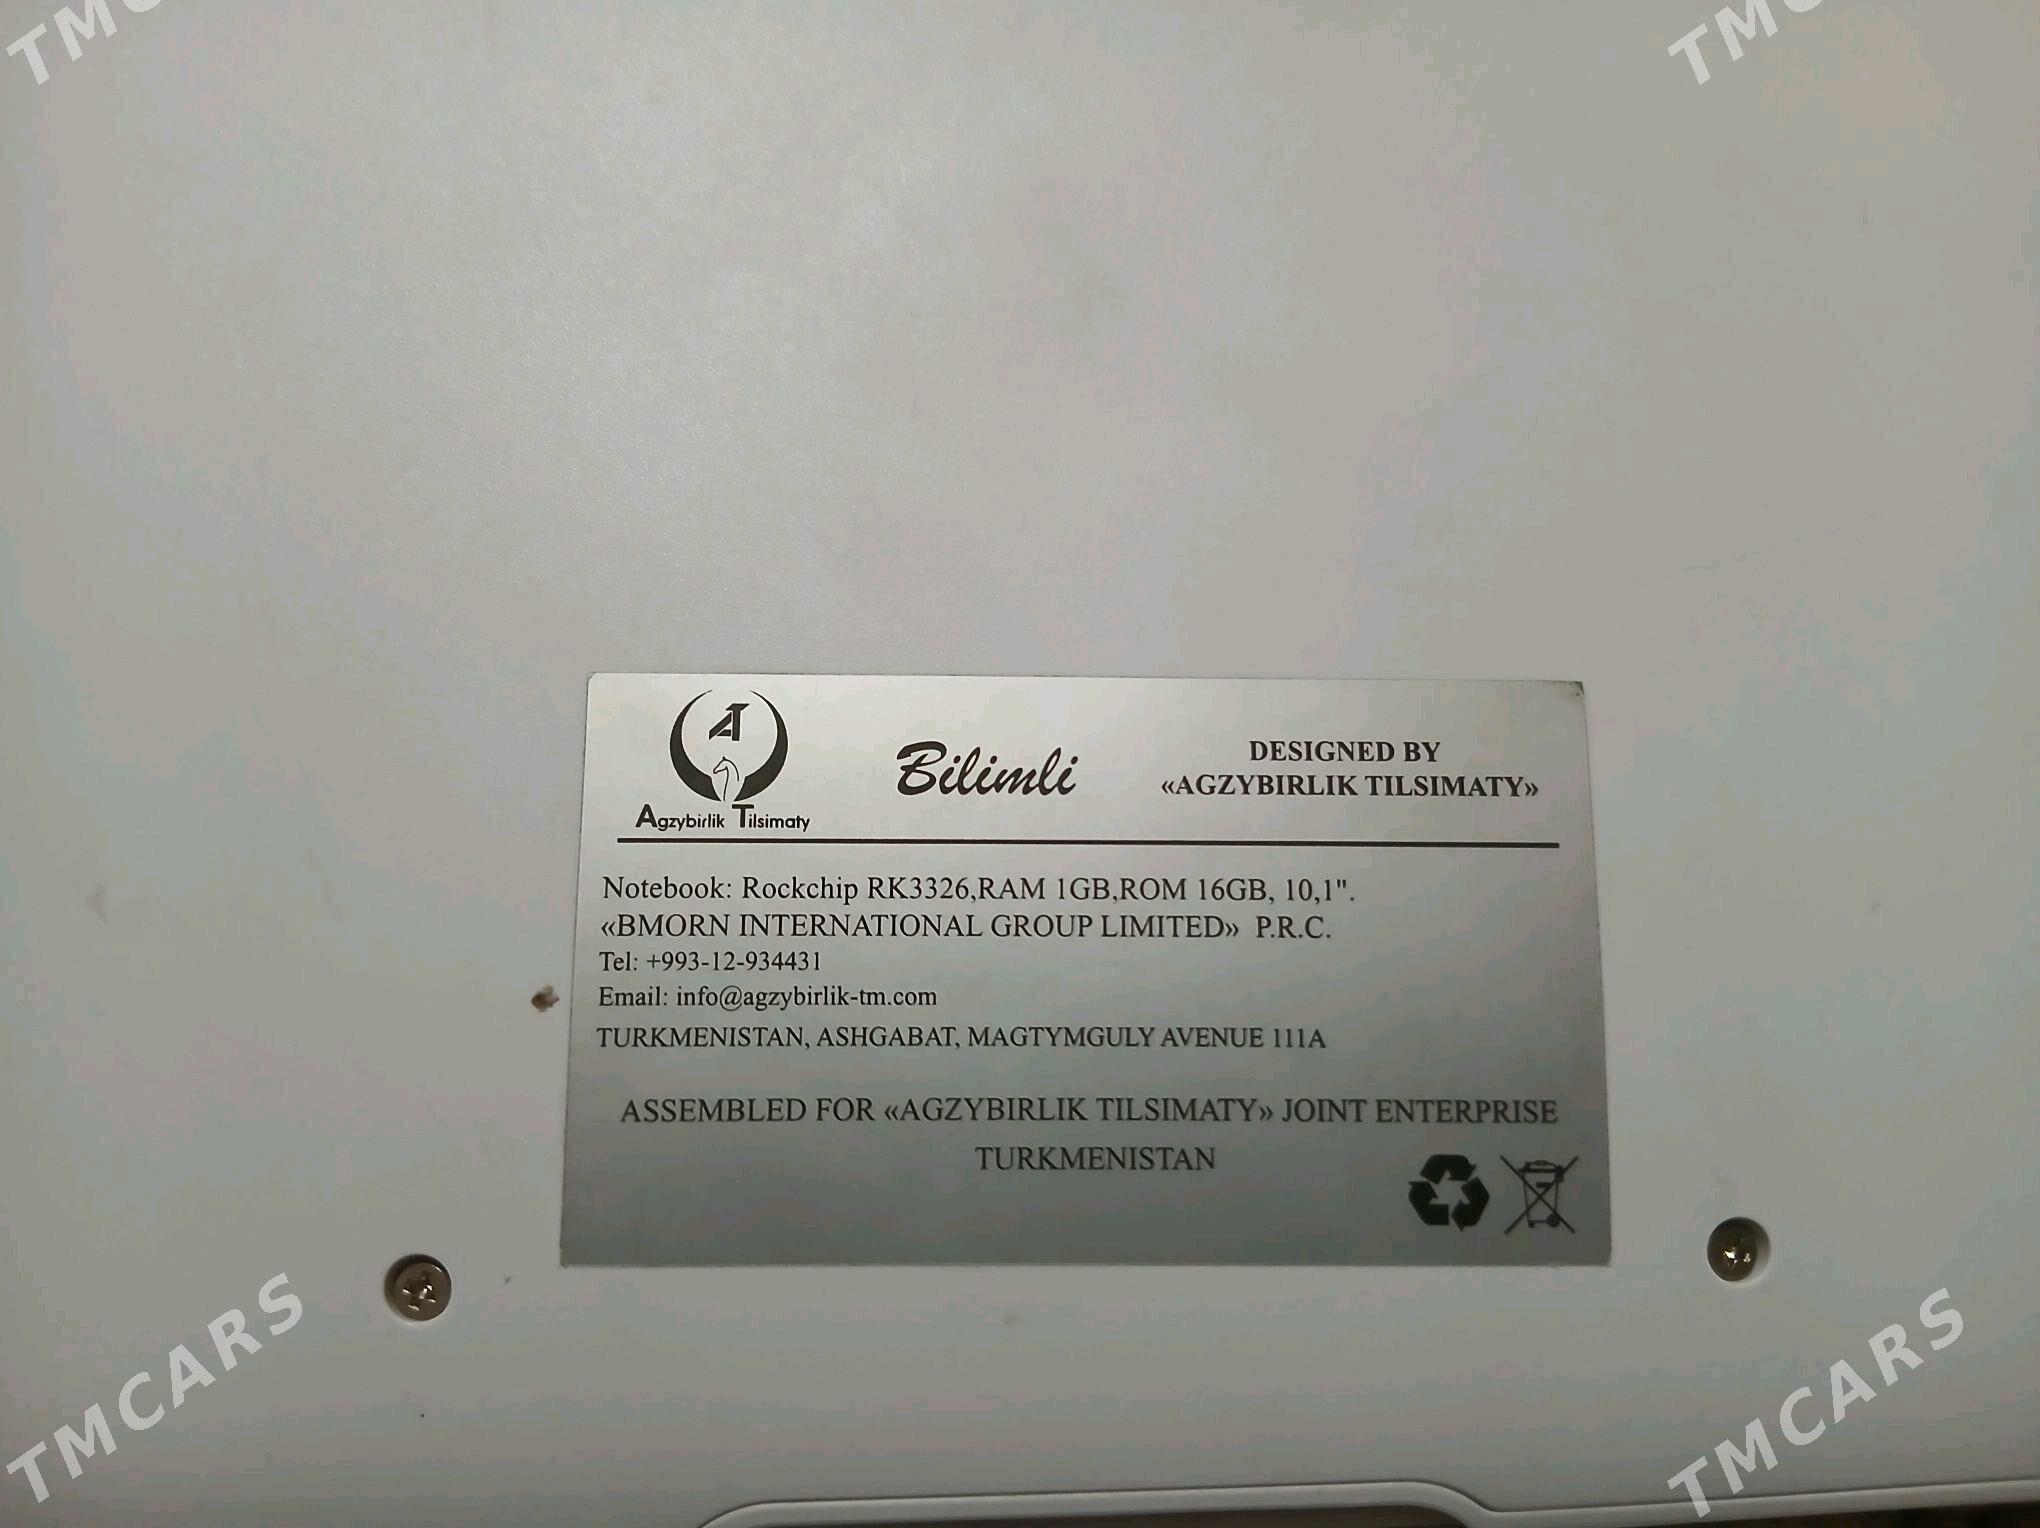 TMC
TMC
AT
Agzybirlik Tilsimaty
Bilimli
DESIGNED BY
«AGZYBIRLIK TILSIMATY»
Notebook: Rockchip RK3326,RAM 1GB,ROM 16GB, 10,1".
«BMORN INTERNATIONAL GROUP LIMITED» P.R.C.
Tel: +993-12-934431
Email: info@agzybirlik-tm.com
TURKMENISTAN, ASHGABAT, MAGTYMGULY AVENUE 111A
ASSEMBLED FOR «AGZYBIRLIK TILSIMATY» JOINT ENTERPRISE
TURKMENISTAN
TMCARS
TMCARS